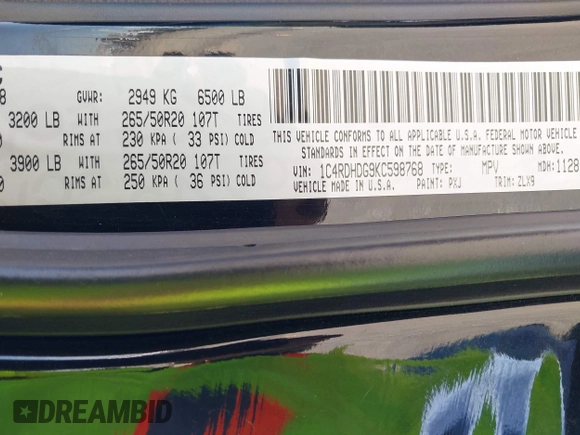 GVWR: 2949 KG 6500 LB
3200 LB WITH 265/50R20 107T TIRES
RIMS AT 230 KPA ( 33 PSI) COLD
3900 LB WITH 265/50R20 107T TIRES
RIMS AT 250 KPA ( 36 PSI) COLD
THIS VEHICLE CONFORMS TO ALL APPLICABLE U.S.A. FEDERAL MOTOR VEHICLE
STANDARDS IN EFFECT ON THE DATE OF MANUFACTURE SHOWN ABOVE.
VIN: 1C4RDHDG9KC598768 TYPE: MPV MDH: 1128
VEHICLE MADE IN U.S.A. PAINT: PXJ TRIM: ZLX9
DREAMBID